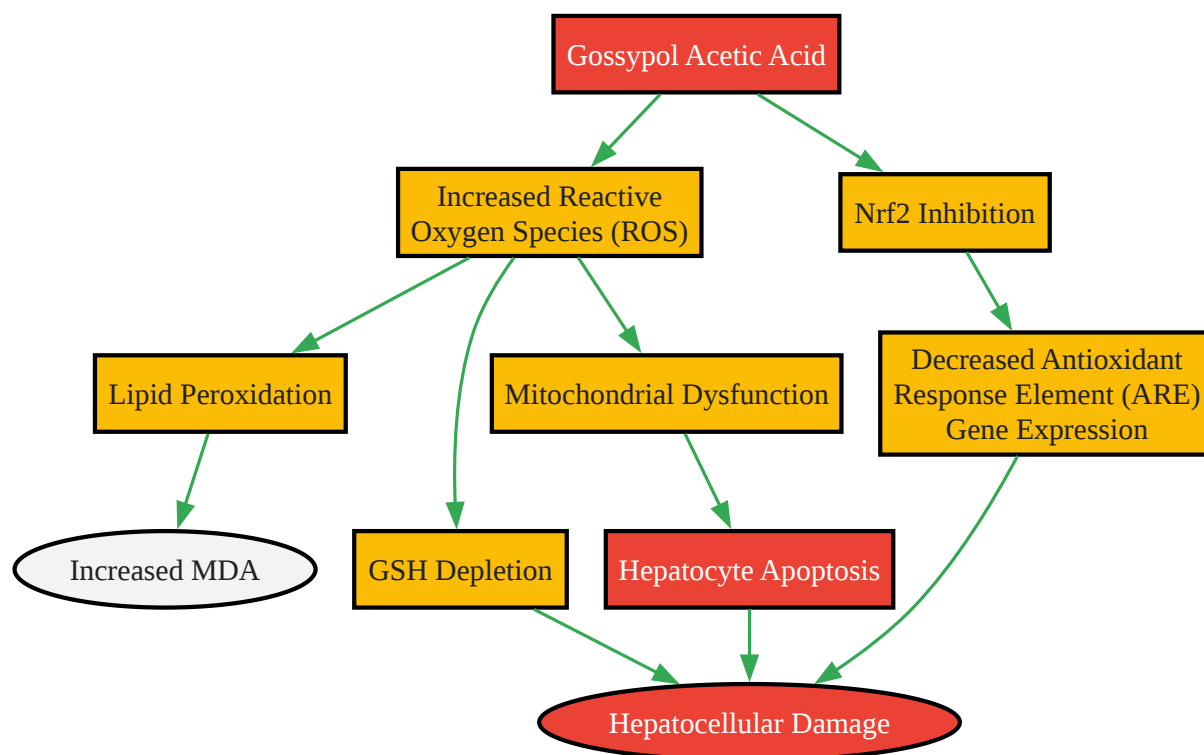 Gossypol Acetic Acid
Increased Reactive
Oxygen Species (ROS)
Nrf2 Inhibition
Lipid Peroxidation
Mitochondrial Dysfunction
Decreased Antioxidant
Response Element (ARE)
Gene Expression
Increased MDA
GSH Depletion
Hepatocyte Apoptosis
Hepatocellular Damage